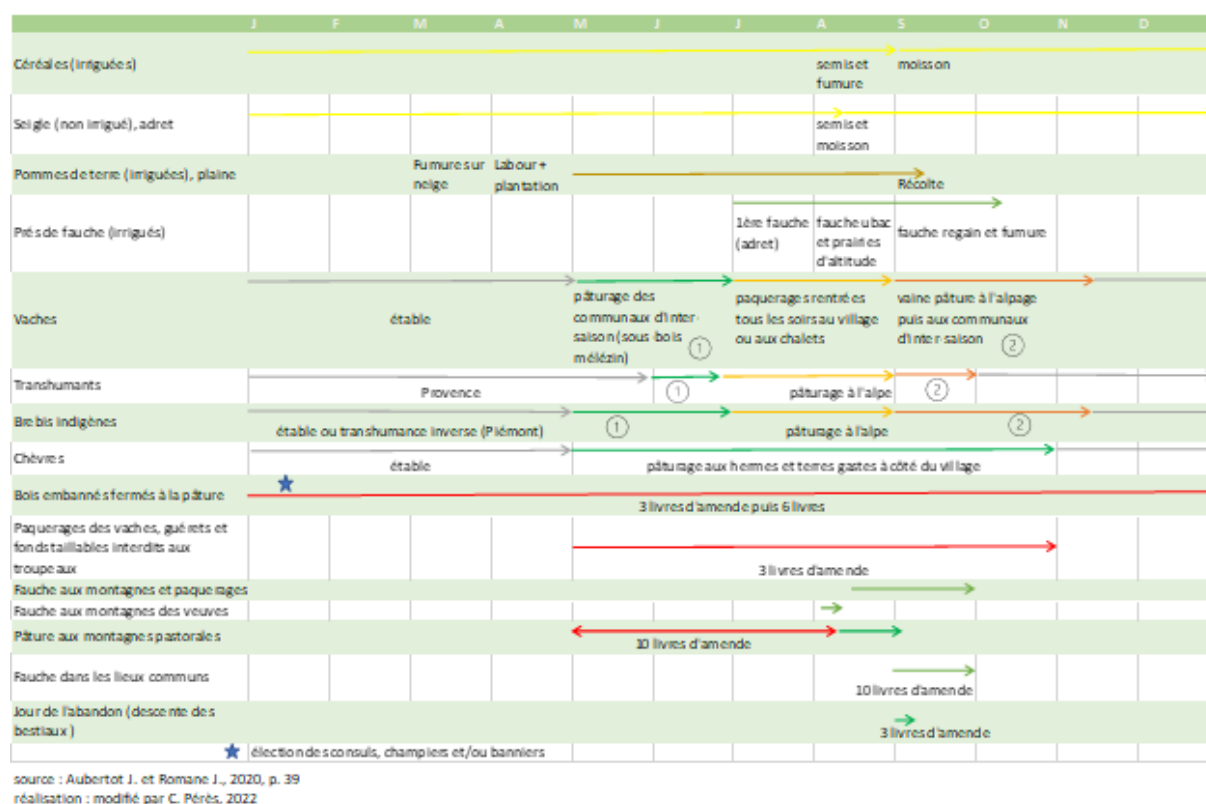 J F M A M J J A S O N D
Céréales (irriguées)
semis et
fumure
moisson
Seigle (non irrigué), adret
semis et
moisson
Pommes de terre (irriguées), plaine
Fumure sur
neige
Labour +
plantation
Récolte
Prés de fauche (irrigués)
1ère fauche
(adret)
fauche ubac
et prairies
d'altitude
fauche regain et fumure
Vaches
étable
pâturage des
communaux d'inter-
saison (sous-bois
mélézin)
1
paquerages rentrées
tous les soirs au village
ou aux chalets
vaine pâture à l'alpage
puis aux communaux
d'inter-saison
2
Transhumants
Provence
1
pâturage à l'alpe
2
Brebis indigènes
étable ou transhumance inverse (Piémont)
1
pâturage à l'alpe
2
Chèvres
étable
pâturage aux hermes et terres gastes à côté du village
Bois embannés fermés à la pâture
3 livres d'amende puis 6 livres
Paquerages des vaches, guérets et
fonds taillables interdits aux
troupeaux
3 livres d'amende
Fauche aux montagnes et paquerages
Fauche aux montagnes des veuves
Pâture aux montagnes pastorales
10 livres d'amende
Fauche dans les lieux communs
10 livres d'amende
Jour de l'abandon (descente des
bestiaux)
3 livres d'amende
élection des consuls, champiers et/ou banniers
source : Aubertot J. et Romane J., 2020, p. 39
réalisation : modifié par C. Pérès, 2022